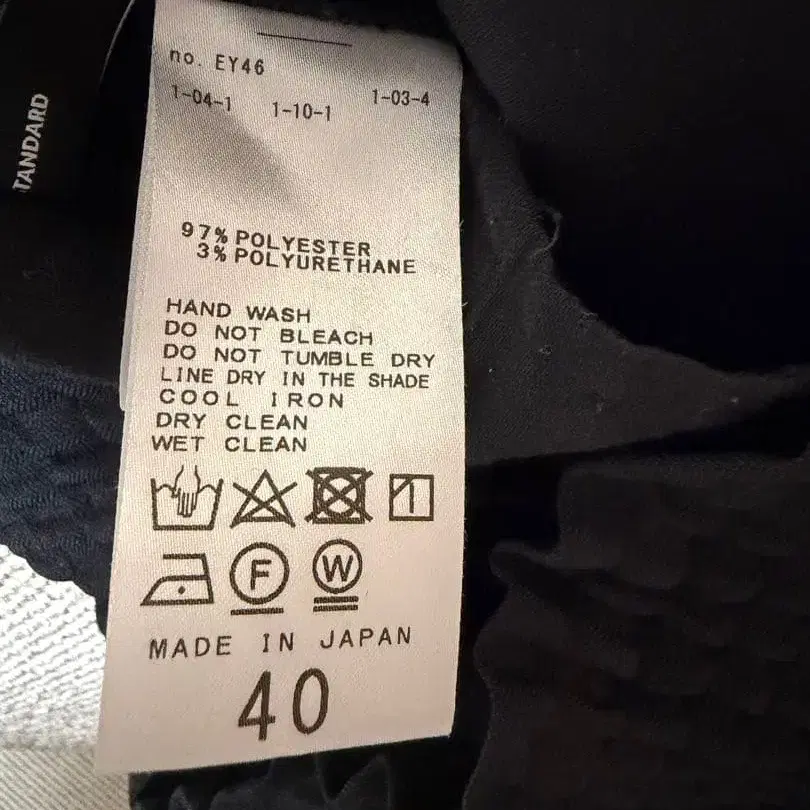 TANDARD
no. EY46
1-04-1 1-10-1 1-03-4
97% POLYESTER
3% POLYURETHANE
HAND WASH
DO NOT BLEACH
DO NOT TUMBLE DRY
LINE DRY IN THE SHADE
COOL IRON
DRY CLEAN
WET CLEAN
F W
MADE IN JAPAN
40